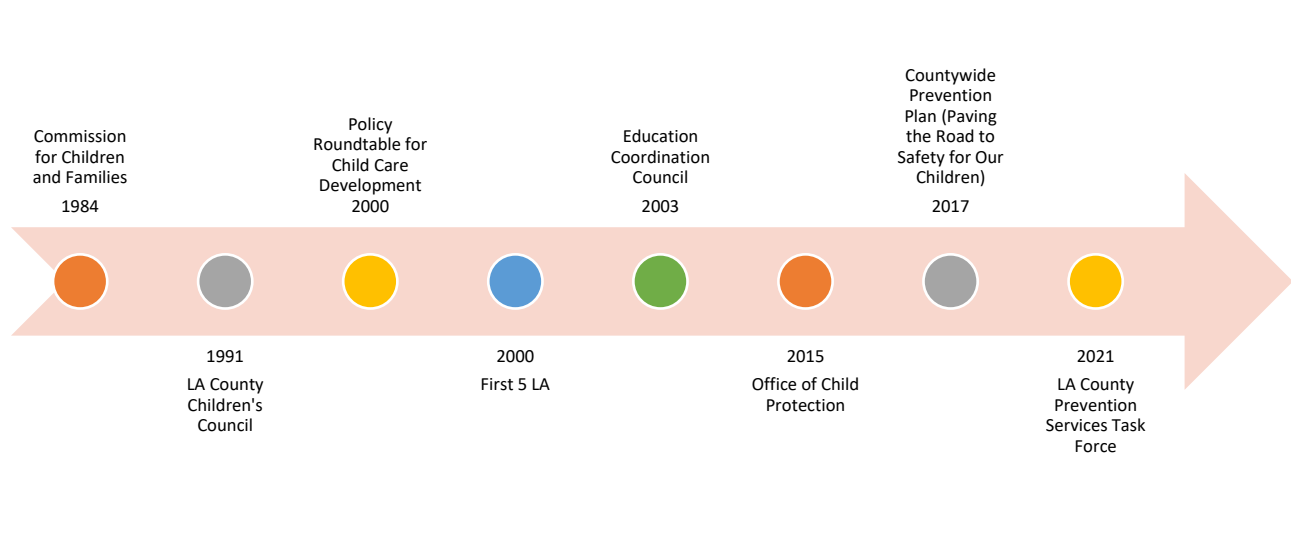 Commission
for Children
and Families
1984
1991
LA County
Children's
Council
Policy
Roundtable for
Child Care
Development
2000
2000
First 5 LA
Education
Coordination
Council
2003
2015
Office of Child
Protection
Countywide
Prevention
Plan (Paving
the Road to
Safety for Our
Children)
2017
2021
LA County
Prevention
Services Task
Force